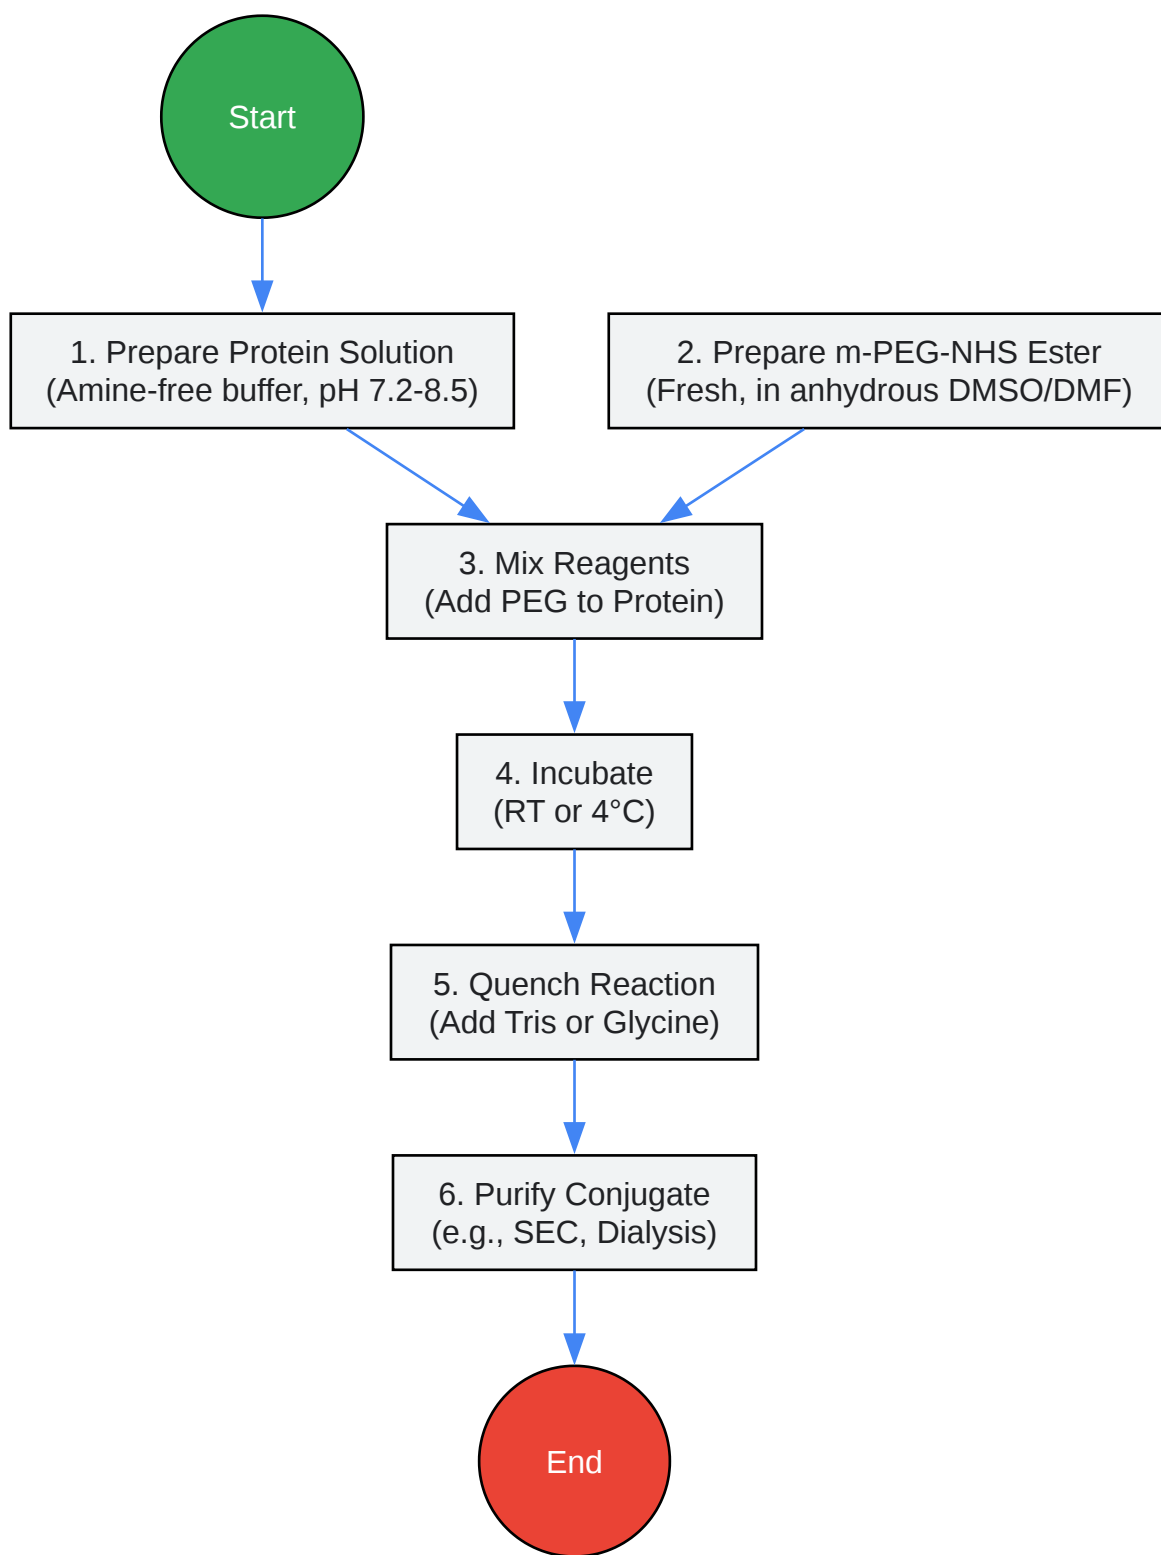 Start
1. Prepare Protein Solution
(Amine-free buffer, pH 7.2-8.5)
2. Prepare m-PEG-NHS Ester
(Fresh, in anhydrous DMSO/DMF)
3. Mix Reagents
(Add PEG to Protein)
4. Incubate
(RT or 4°C)
5. Quench Reaction
(Add Tris or Glycine)
6. Purify Conjugate
(e.g., SEC, Dialysis)
End